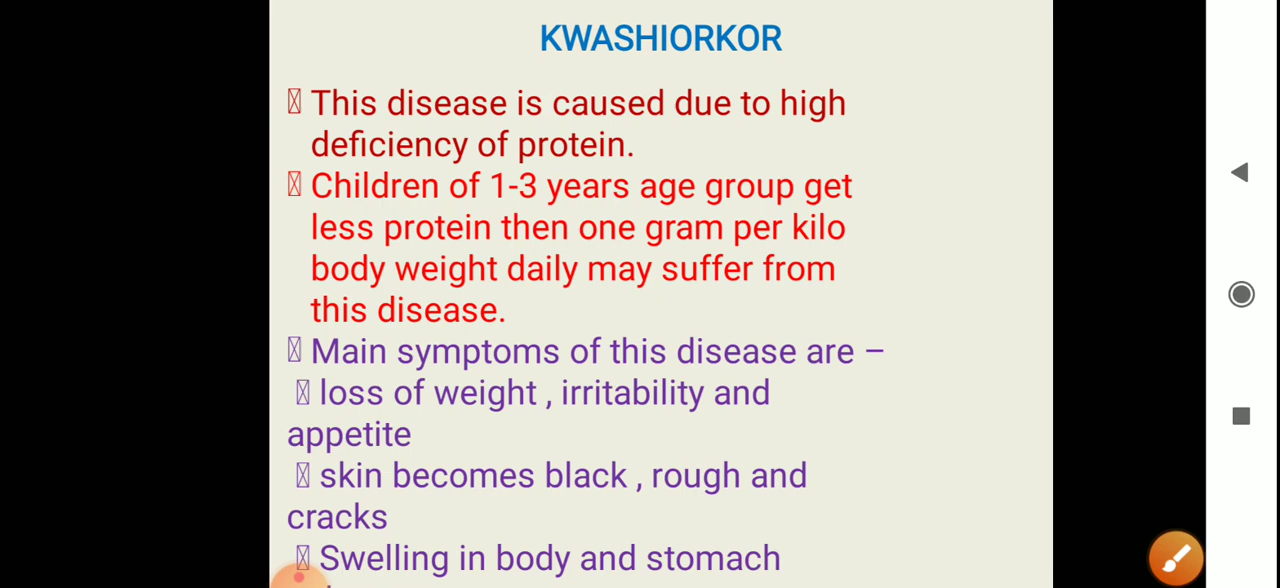 KWASHIORKOR
This disease is caused due to high
deficiency of protein.
Children of 1-3 years age group get
less protein then one gram per kilo
body weight daily may suffer from
this disease.
Main symptoms of this disease are –
loss of weight , irritability and
appetite
skin becomes black , rough and
cracks
Swelling in body and stomach